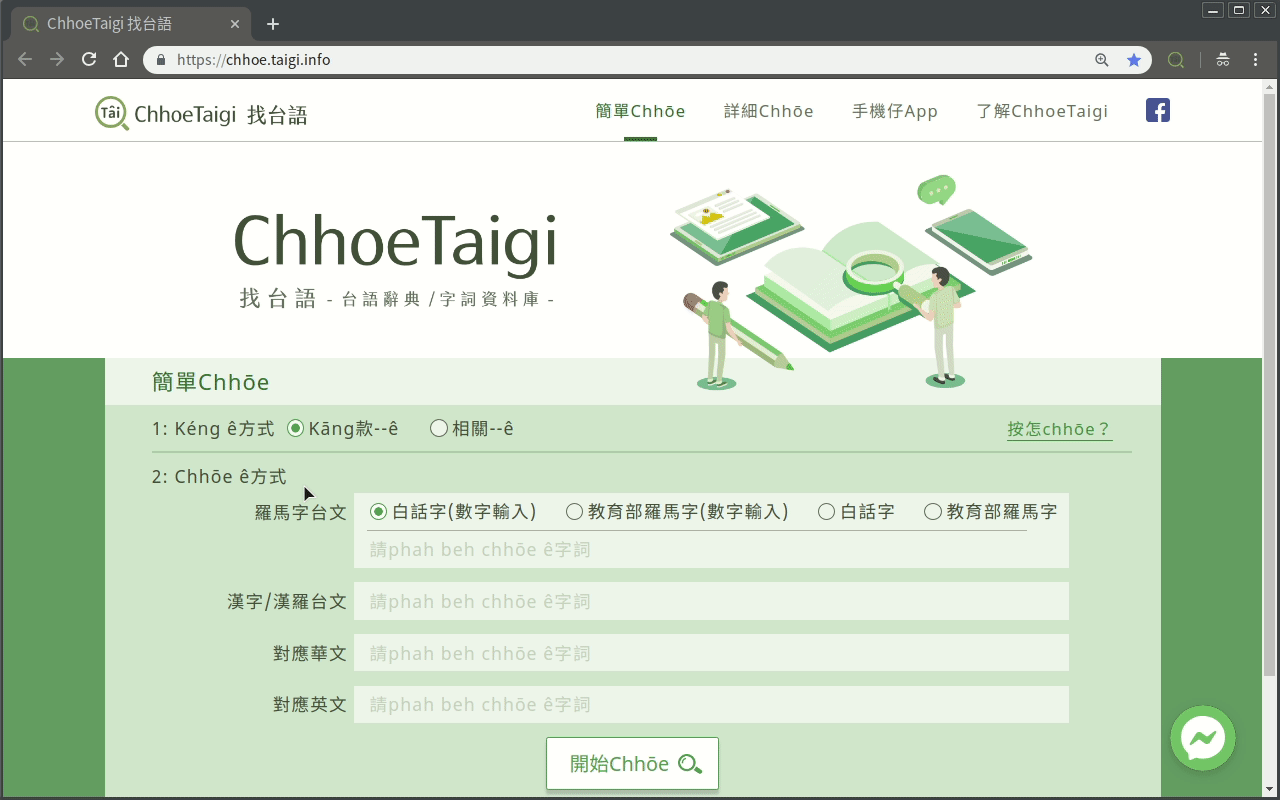 ChhoeTaigi 找台語
https://chhoe.taigi.info
Tâi ChhoeTaigi 找台語
簡單Chhōe 詳細Chhōe 手機仔App 了解ChhoeTaigi
ChhoeTaigi
找台語 - 台語辭典 /字詞資料庫 -
簡單Chhōe
1: Kéng ê方式 Kāng款--ê 相關--ê 按怎chhōe？
2: Chhōe ê方式
羅馬字台文 白話字(數字輸入) 教育部羅馬字(數字輸入) 白話字 教育部羅馬字
請phah beh chhōe ê字詞
漢字/漢羅台文 請phah beh chhōe ê字詞
對應華文 請phah beh chhōe ê字詞
對應英文 請phah beh chhōe ê字詞
開始Chhōe